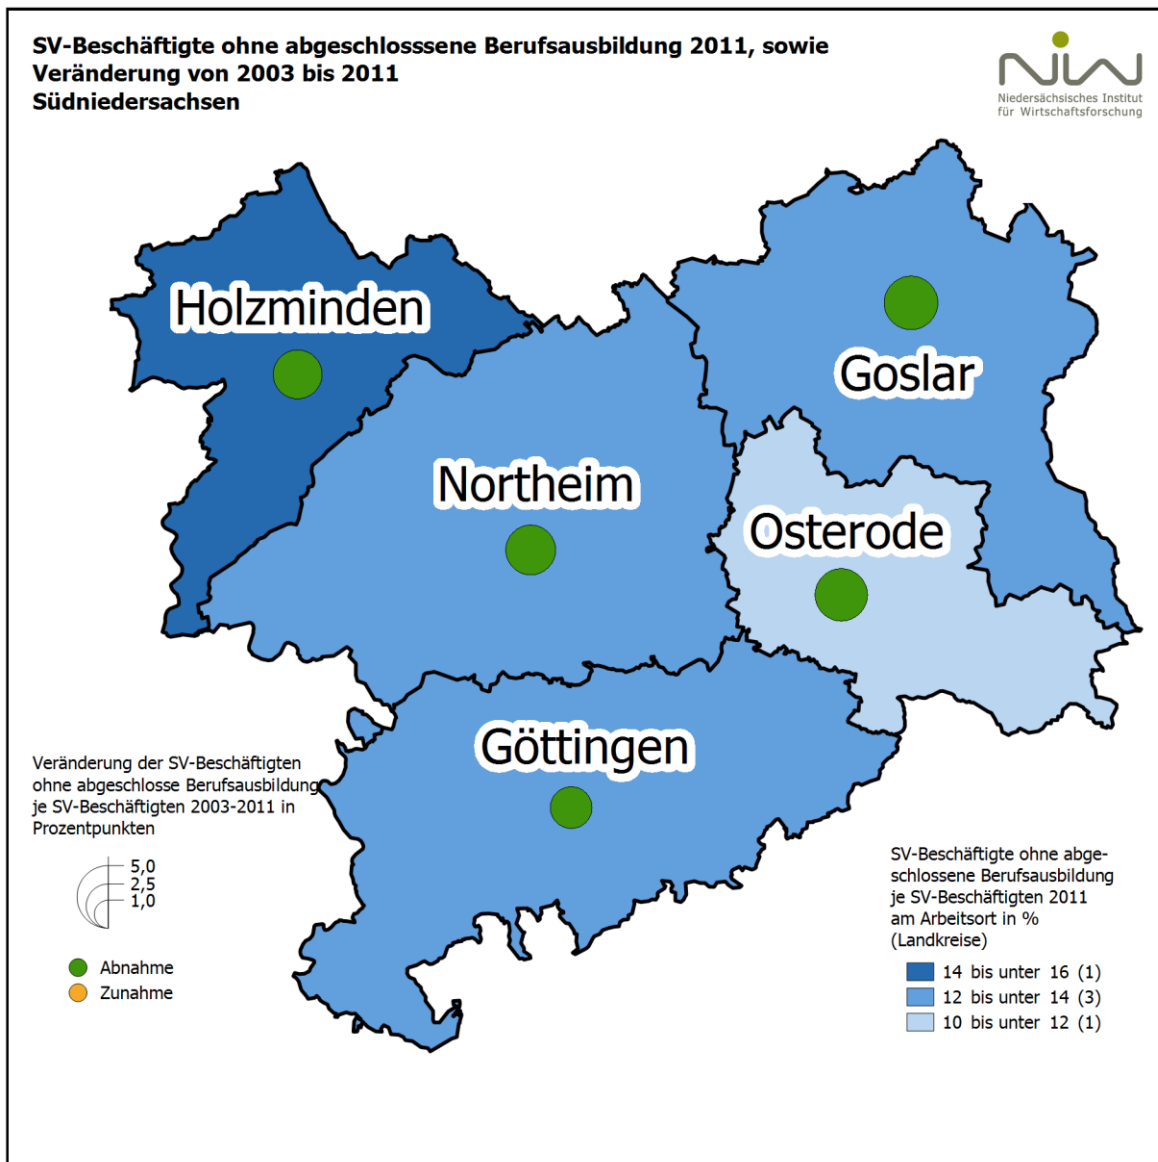 SV-Beschäftigte ohne abgeschlosssene Berufsausbildung 2011, sowie
Veränderung von 2003 bis 2011
Südniedersachsen
NIW
Niedersächsisches Institut
für Wirtschaftsforschung
Holzminden
Goslar
Northeim
Osterode
Göttingen
Veränderung der SV-Beschäftigten
ohne abgeschlosse Berufsausbildung
je SV-Beschäftigten 2003-2011 in
Prozentpunkten
5,0
2,5
1,0
Abnahme
Zunahme
SV-Beschäftigte ohne abge-
schlossene Berufsausbildung
je SV-Beschäftigten 2011
am Arbeitsort in %
(Landkreise)
14 bis unter 16 (1)
12 bis unter 14 (3)
10 bis unter 12 (1)